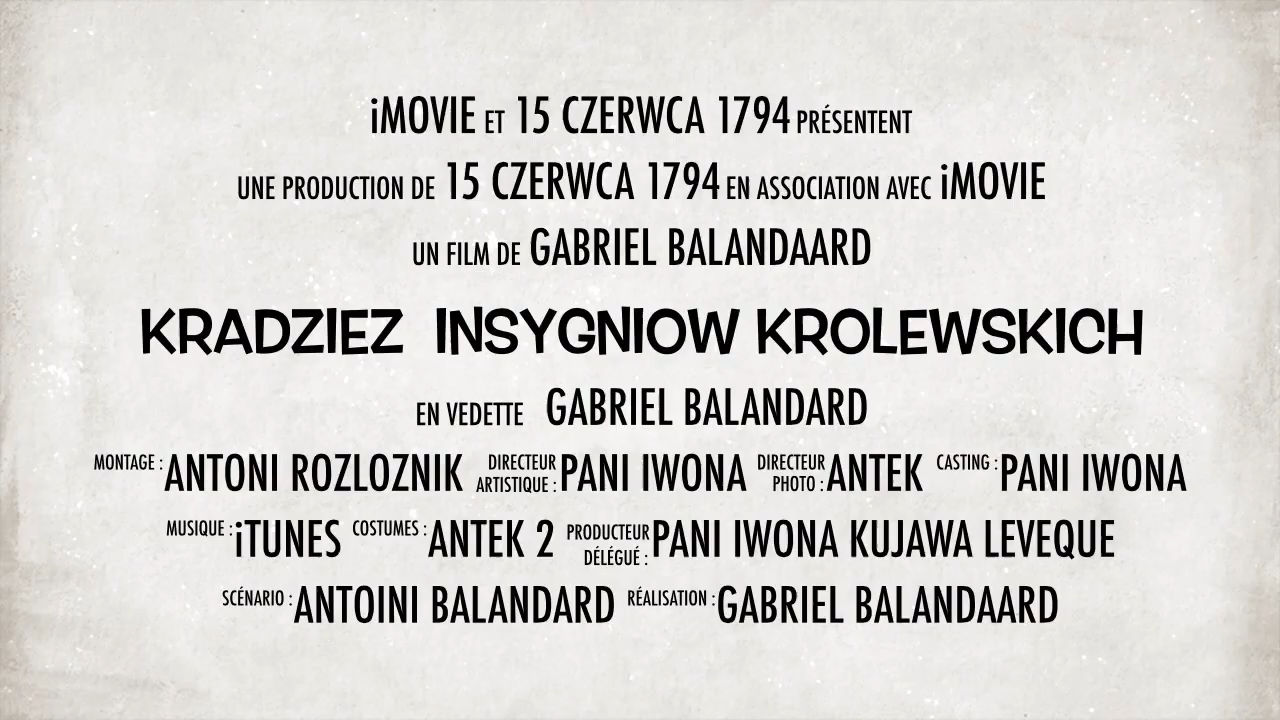 iMOVIE ET 15 CZERWCA 1794 PRÉSENTENT
UNE PRODUCTION DE 15 CZERWCA 1794 EN ASSOCIATION AVEC iMOVIE
UN FILM DE GABRIEL BALANDAARD
KRADZIEZ INSYGNIOW KROLEWSKICH
EN VEDETTE GABRIEL BALANDARD
MONTAGE : ANTONI ROZLOZNIK DIRECTEUR ARTISTIQUE : PANI IWONA DIRECTEUR PHOTO : ANTEK CASTING : PANI IWONA
MUSIQUE : iTUNES COSTUMES : ANTEK 2 PRODUCTEUR DÉLÉGUÉ : PANI IWONA KUJAWA LEVEQUE
SCÉNARIO : ANTOINI BALANDARD RÉALISATION : GABRIEL BALANDAARD